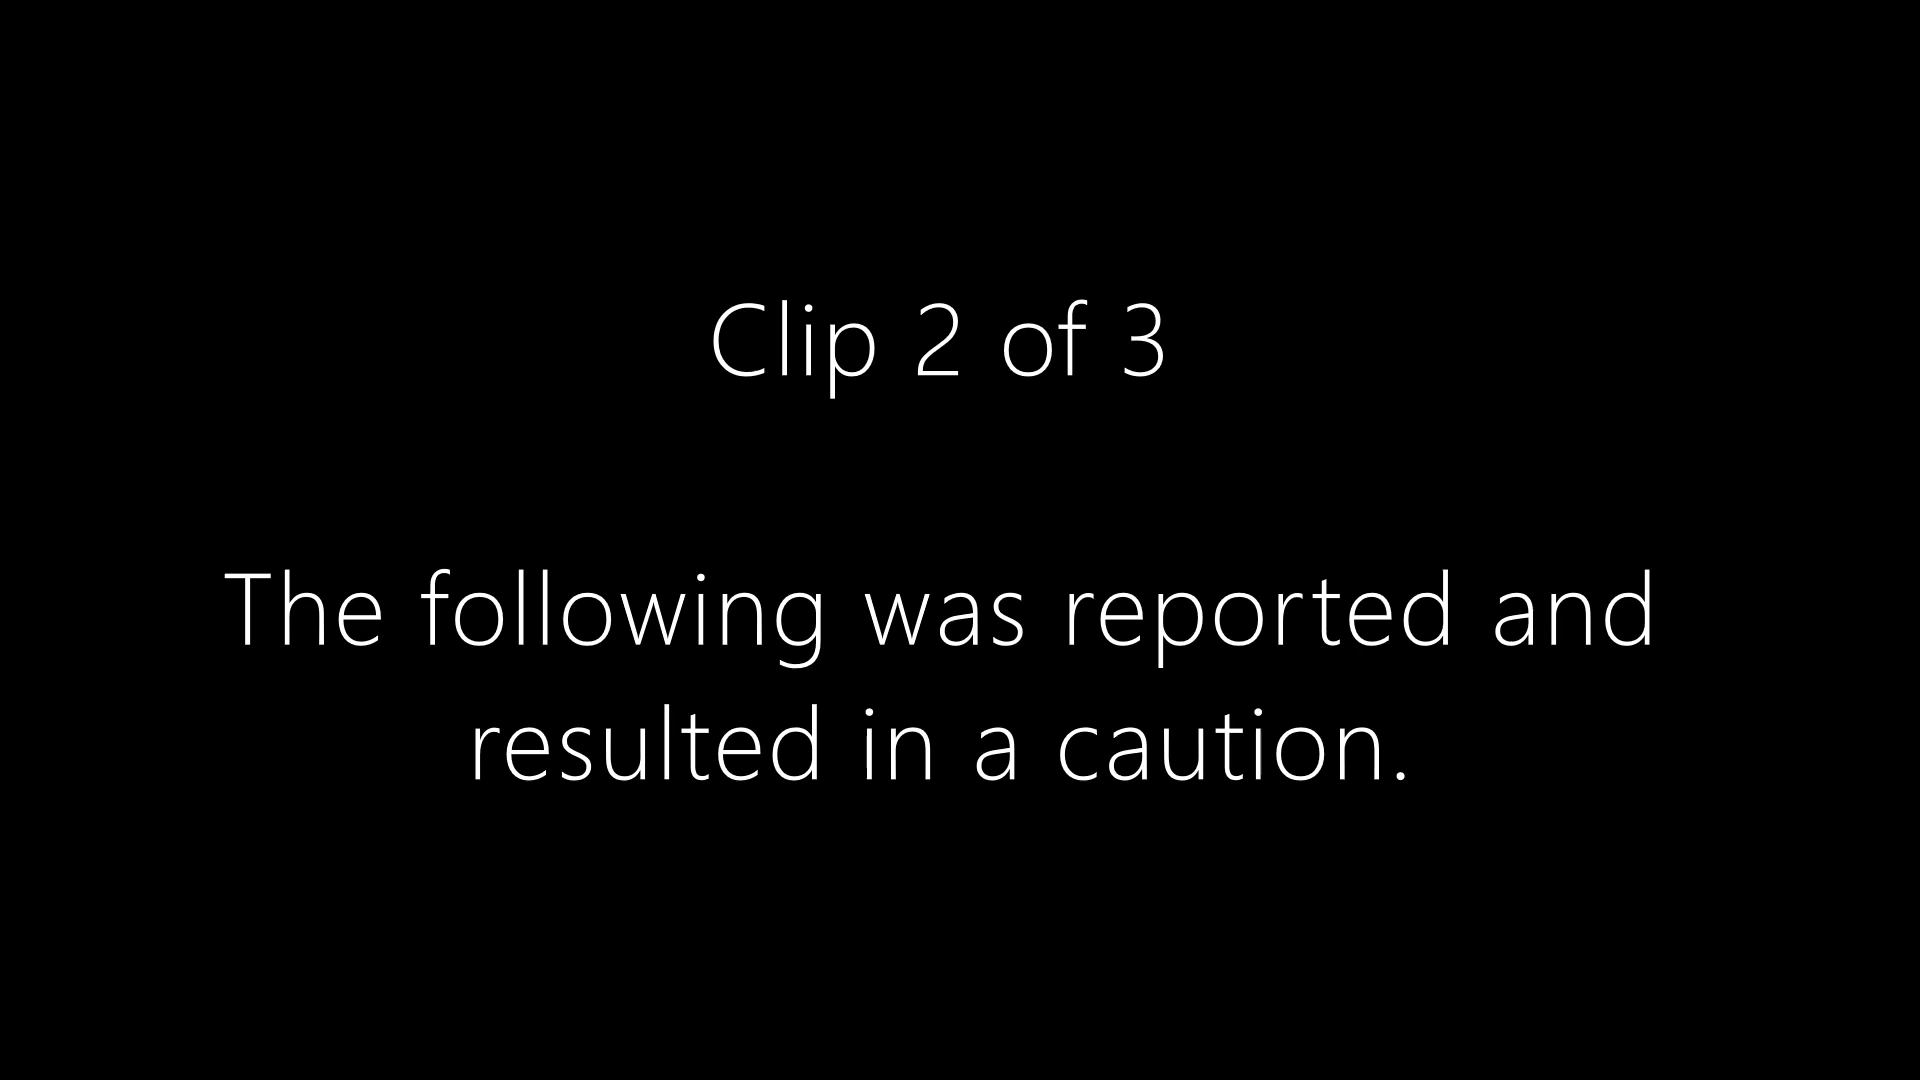 Clip 2 of 3
The following was reported and
resulted in a caution.